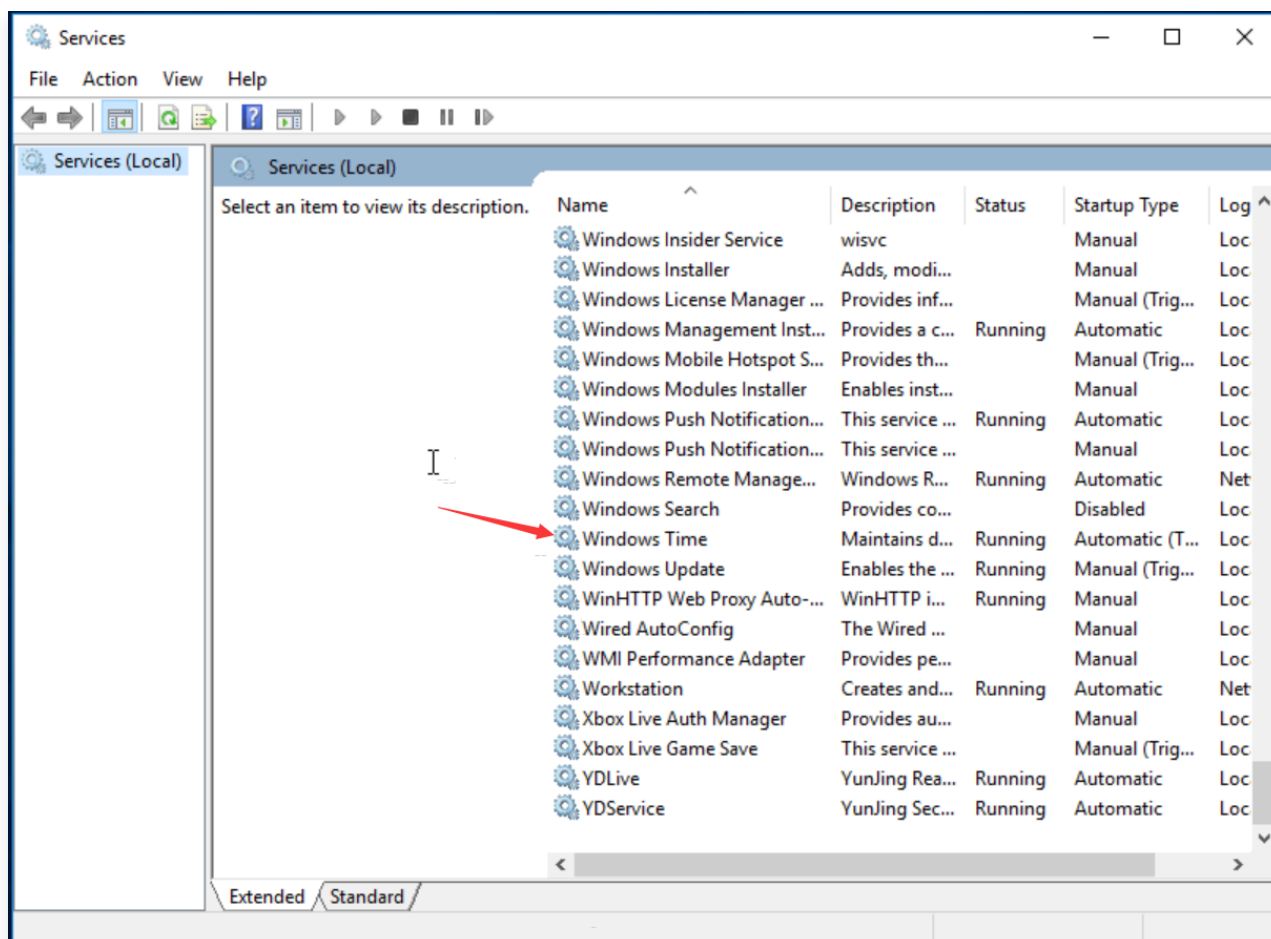 Services
File Action View Help
Services (Local)
Services (Local)
Select an item to view its description.
Name Description Status Startup Type Log
Windows Insider Service wisvc Manual Loc
Windows Installer Adds, modi... Manual Loc
Windows License Manager ... Provides inf... Manual (Trig... Loc
Windows Management Inst... Provides a c... Running Automatic Loc
Windows Mobile Hotspot S... Provides th... Manual (Trig... Loc
Windows Modules Installer Enables inst... Manual Loc
Windows Push Notification... This service ... Running Automatic Loc
Windows Push Notification... This service ... Manual Loc
Windows Remote Manage... Windows R... Running Automatic Net
Windows Search Provides co... Disabled Loc
Windows Time Maintains d... Running Automatic (T... Loc
Windows Update Enables the ... Running Manual (Trig... Loc
WinHTTP Web Proxy Auto-... WinHTTP i... Running Manual Loc
Wired AutoConfig The Wired ... Manual Loc
WMI Performance Adapter Provides pe... Manual Loc
Workstation Creates and... Running Automatic Net
Xbox Live Auth Manager Provides au... Manual Loc
Xbox Live Game Save This service ... Manual (Trig... Loc
YDLive YunJing Rea... Running Automatic Loc
YDService YunJing Sec... Running Automatic Loc
Extended Standard